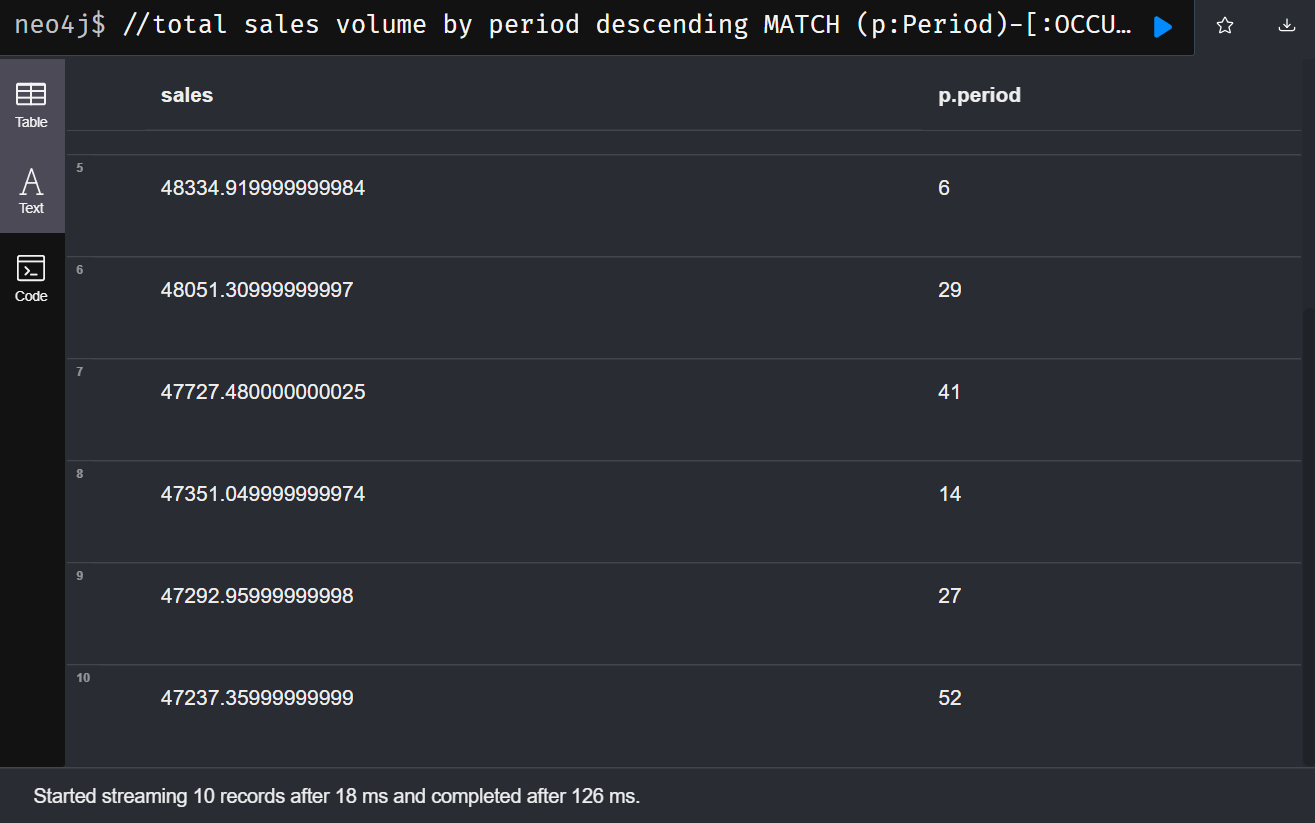 neo4j$ //total sales volume by period descending MATCH (p:Period)-[:OCCU…
Table
Text
Code
sales p.period
5 48334.919999999984 6
6 48051.30999999997 29
7 47727.480000000025 41
8 47351.049999999974 14
9 47292.95999999998 27
10 47237.35999999999 52
Started streaming 10 records after 18 ms and completed after 126 ms.